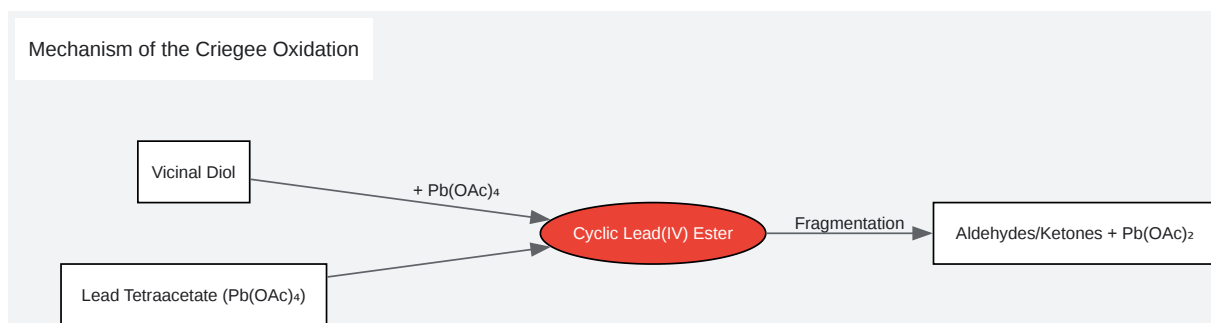 Mechanism of the Criegee Oxidation
Vicinal Diol
+ Pb(OAc)₄
Cyclic Lead(IV) Ester
Fragmentation
Aldehydes/Ketones + Pb(OAc)₂
Lead Tetraacetate (Pb(OAc)₄)